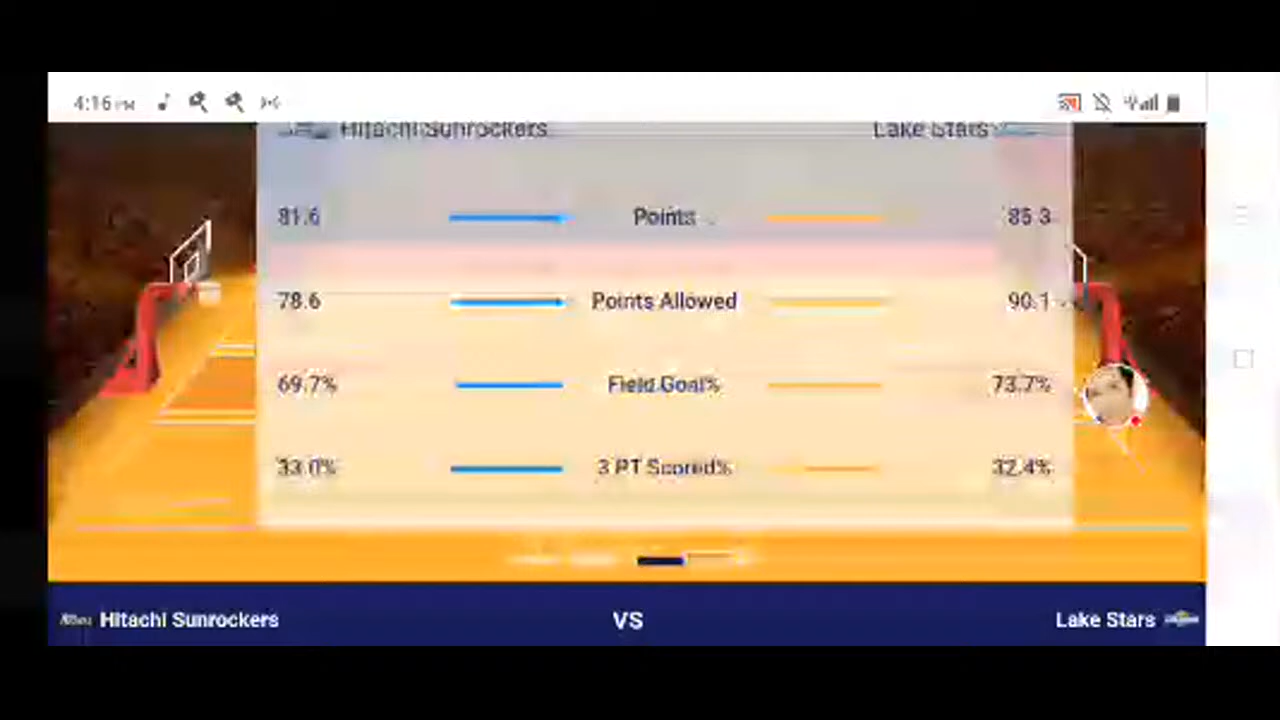 4:16 PM
Hitachi Sunrockers
Lake Stars
81.6 Points 85.3
78.6 Points Allowed 90.1
69.7% Field Goal% 73.7%
33.0% 3 PT Scored% 32.4%
Hitachi Sunrockers VS Lake Stars